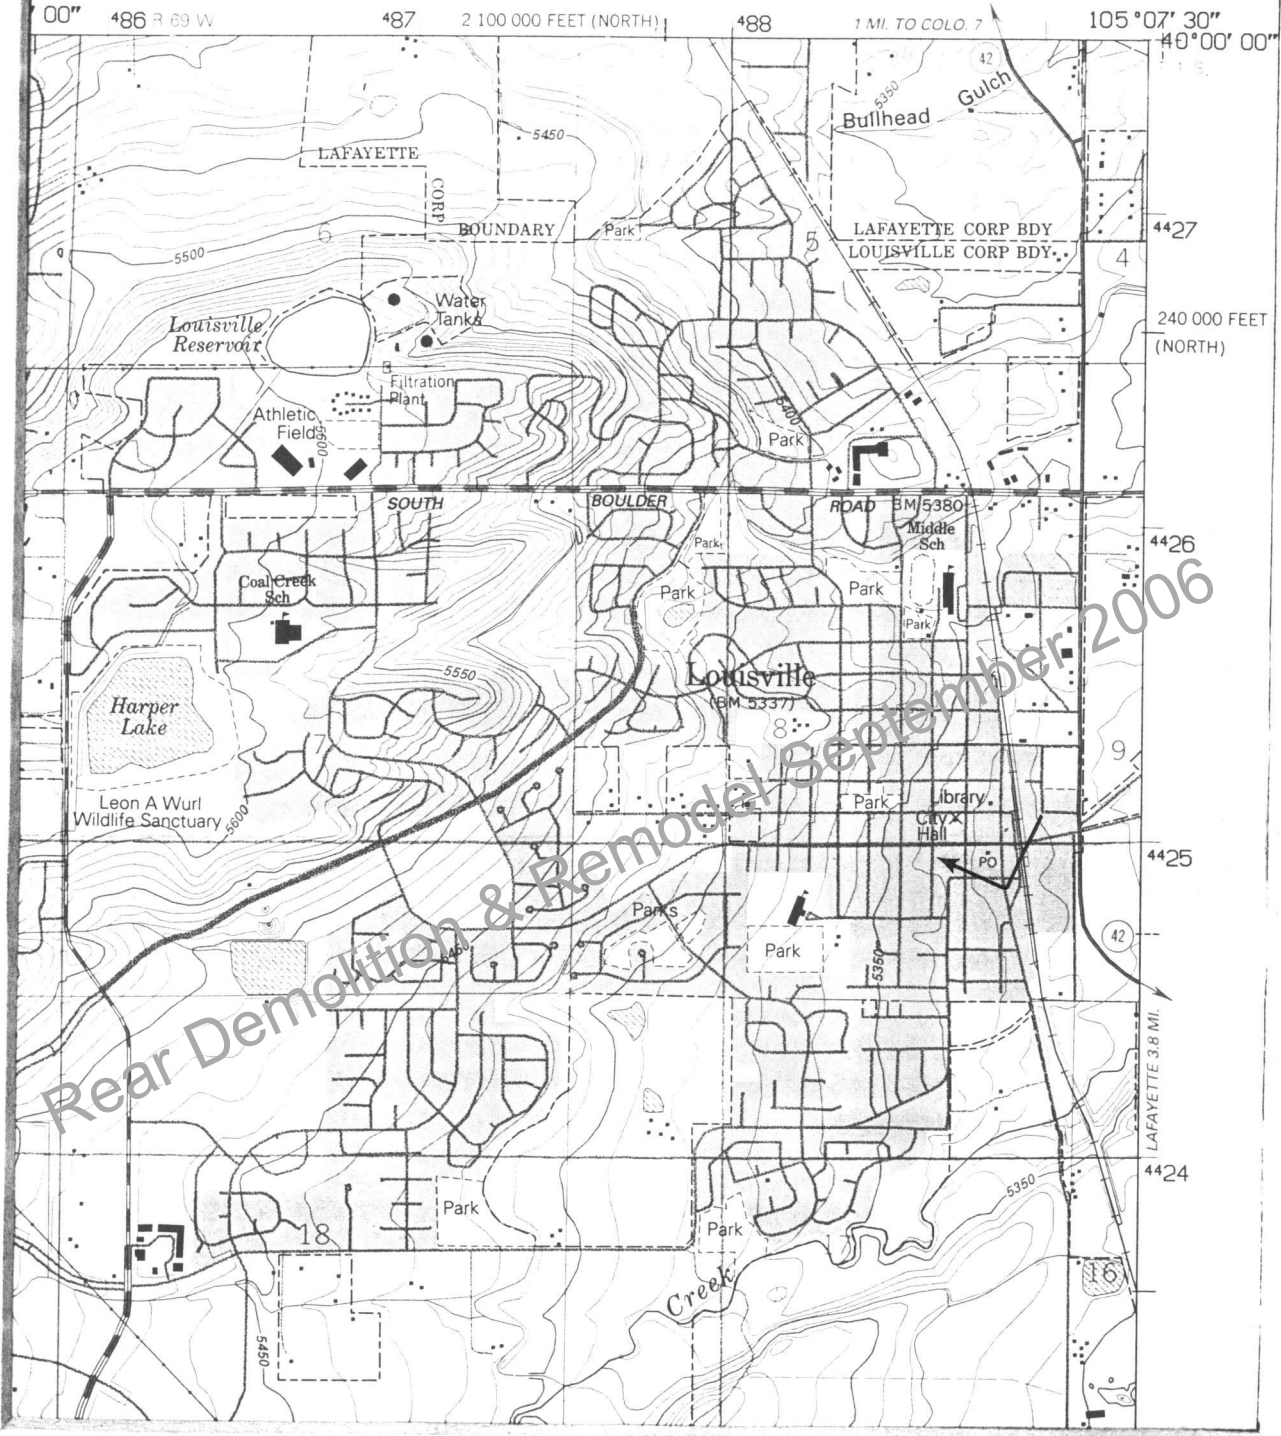 00"
486
R 69 W
487
2 100 000 FEET (NORTH)
488
1 MI. TO COLO. 7
105°07'30"
40°00'00"
42
Gulch
Bullhead
5350
5450
LAFAYETTE
CORP
BOUNDARY
6
Park
5
LAFAYETTE CORP BDY
LOUISVILLE CORP BDY
4427
4
5500
Water
Tanks
Louisville
Reservoir
240 000 FEET
(NORTH)
Filtration
Plant
Athletic
Field
5600
5400
Park
SOUTH
BOULDER
ROAD
BM 5380
Middle
Sch
4426
Park
Coal Creek
Sch
Park
Park
Park
5550
Louisville
(BM 5337)
8
Harper
Lake
9
Leon A Wurl
Wildlife Sanctuary
5600
Park
Library
City
Hall
PO
4425
Parks
Park
5350
5450
42
Rear Demolition & Remodel September 2006
LAFAYETTE 3.8 MI.
4424
5350
Park
Park
18
Creek
16
5450